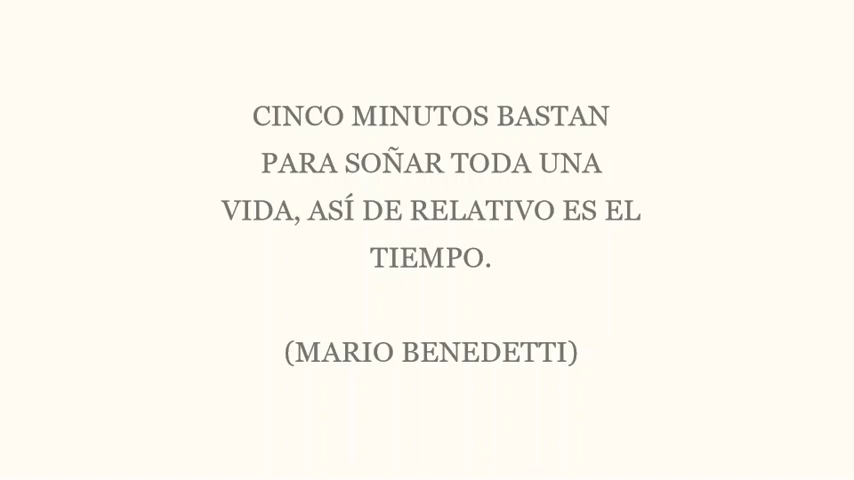 CINCO MINUTOS BASTAN
PARA SOÑAR TODA UNA
VIDA, ASÍ DE RELATIVO ES EL
TIEMPO.
(MARIO BENEDETTI)